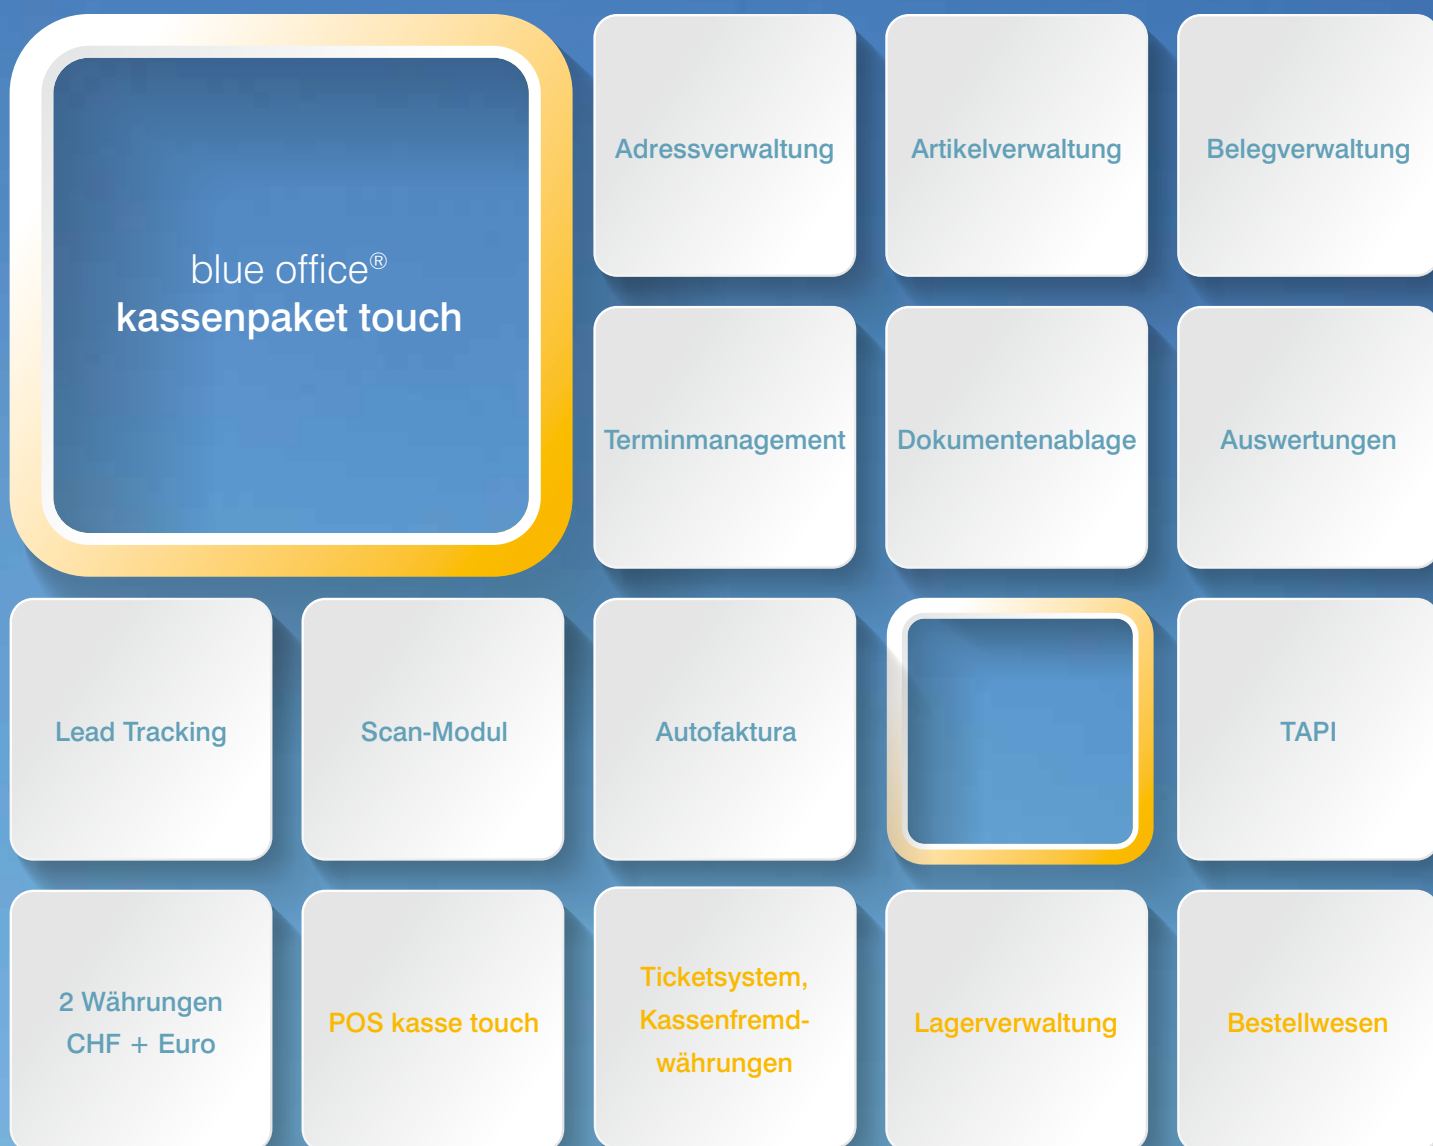 blue office®
kassenpaket touch
Adressverwaltung
Artikelverwaltung
Belegverwaltung
Terminmanagement
Dokumentenablage
Auswertungen
Lead Tracking
Scan-Modul
Autofaktura
TAPI
2 Währungen
CHF + Euro
POS kasse touch
Ticketsystem,
Kassenfremd-
währungen
Lagerverwaltung
Bestellwesen